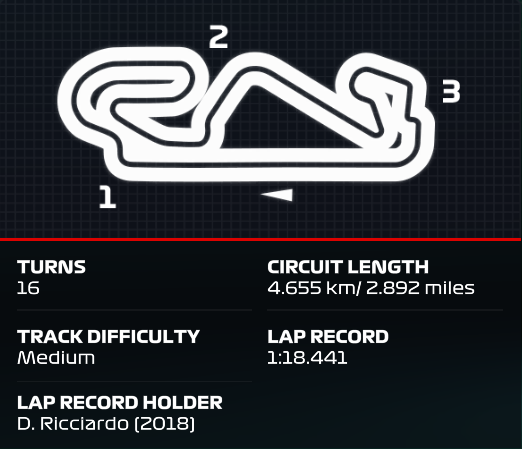 2
3
1
TURNS
16
CIRCUIT LENGTH
4.655 km/ 2.892 miles
TRACK DIFFICULTY
Medium
LAP RECORD
1:18.441
LAP RECORD HOLDER
D. Ricciardo (2018)